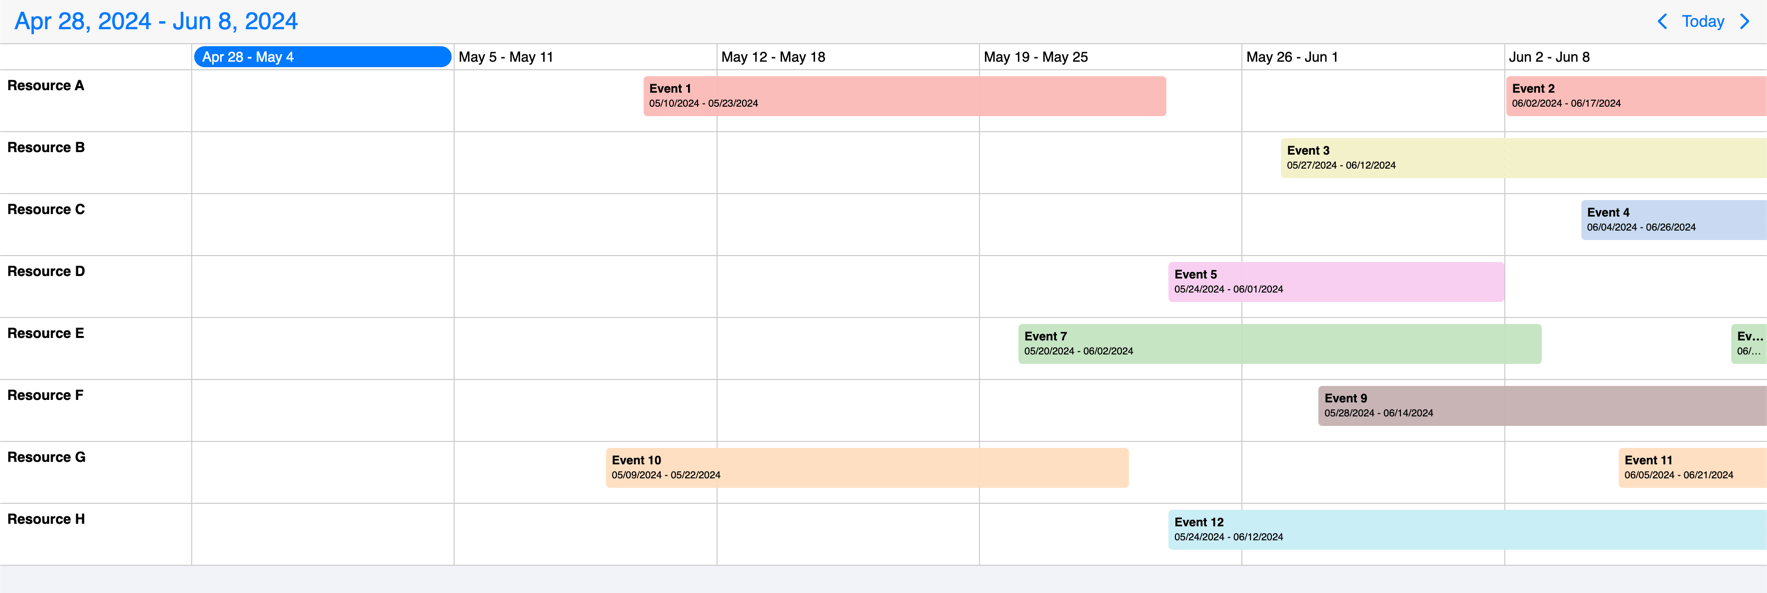 Apr 28, 2024 - Jun 8, 2024
Today
Apr 28 - May 4
May 5 - May 11
May 12 - May 18
May 19 - May 25
May 26 - Jun 1
Jun 2 - Jun 8
Resource A
Event 1
05/10/2024 - 05/23/2024
Event 2
06/02/2024 - 06/17/2024
Resource B
Event 3
05/27/2024 - 06/12/2024
Resource C
Event 4
06/04/2024 - 06/26/2024
Resource D
Event 5
05/24/2024 - 06/01/2024
Resource E
Event 7
05/20/2024 - 06/02/2024
Ev...
06/...
Resource F
Event 9
05/28/2024 - 06/14/2024
Resource G
Event 10
05/09/2024 - 05/22/2024
Event 11
06/05/2024 - 06/21/2024
Resource H
Event 12
05/24/2024 - 06/12/2024